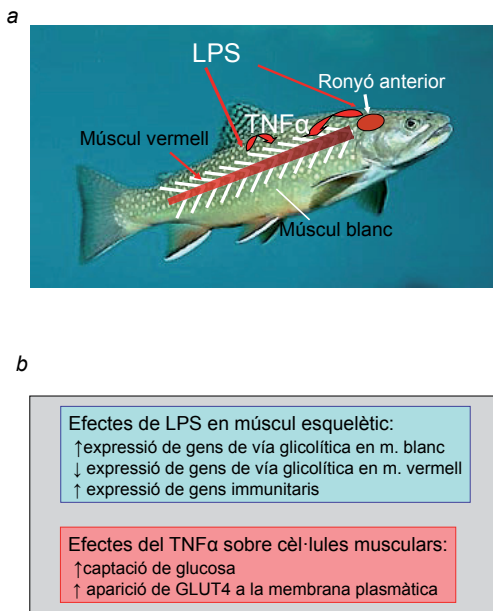 a
LPS
Ronyó anterior
TNFα
Múscul vermell
Múscul blanc
b
Efectes de LPS en múscul esquelètic:
↑expressió de gens de vía glicolítica en m. blanc
↓ expressió de gens de vía glicolítica en m. vermell
↑ expressió de gens immunitaris
Efectes del TNFα sobre cèl·lules musculars:
↑captació de glucosa
↑ aparició de GLUT4 a la membrana plasmàtica